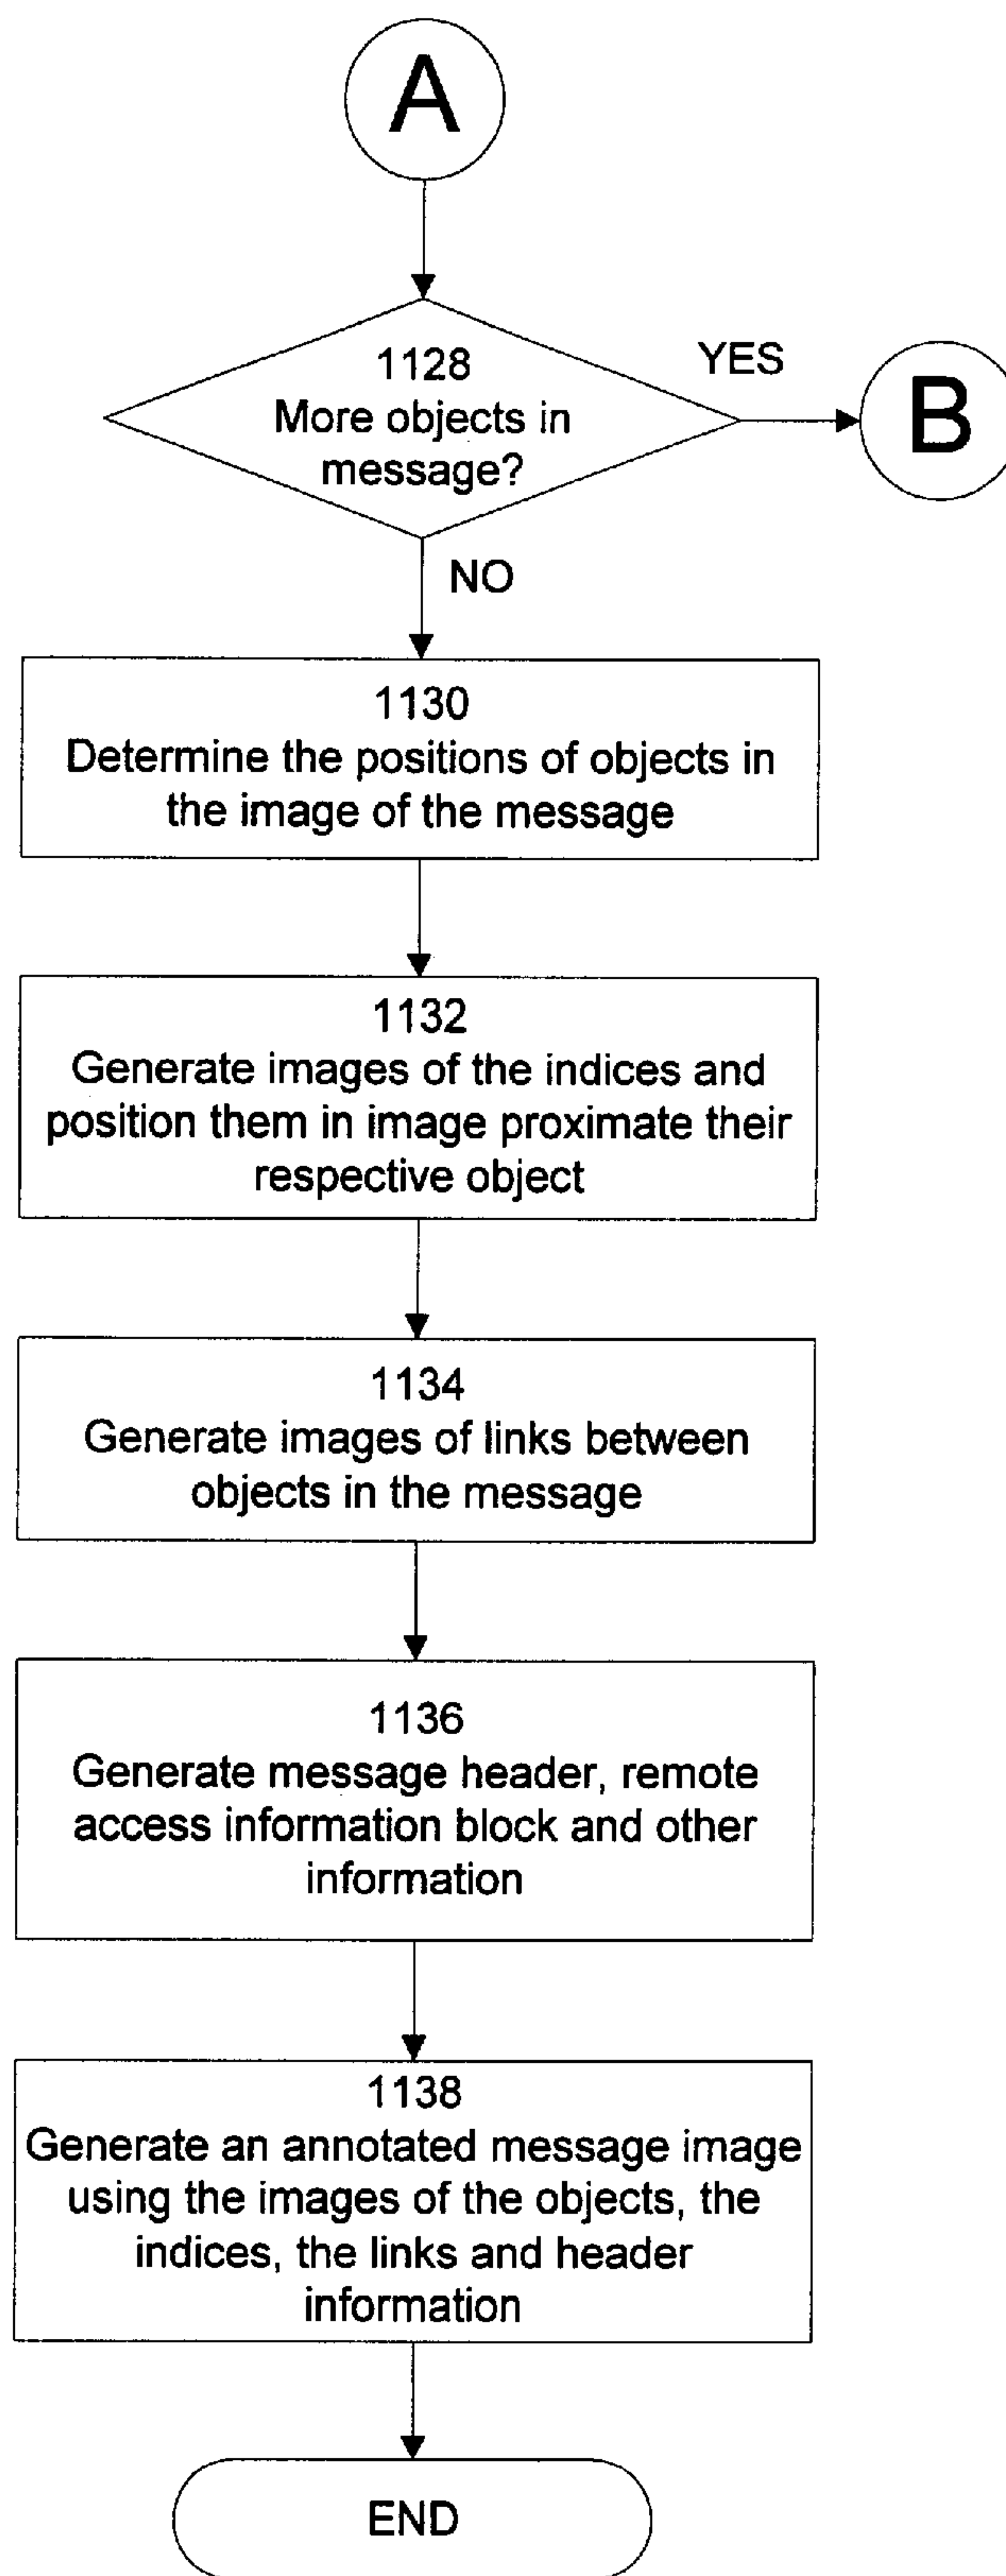 A
1128
More objects in
message?
YES
B
NO
1130
Determine the positions of objects in
the image of the message
1132
Generate images of the indices and
position them in image proximate their
respective object
1134
Generate images of links between
objects in the message
1136
Generate message header, remote
access information block and other
information
1138
Generate an annotated message image
using the images of the objects, the
indices, the links and header
information
END